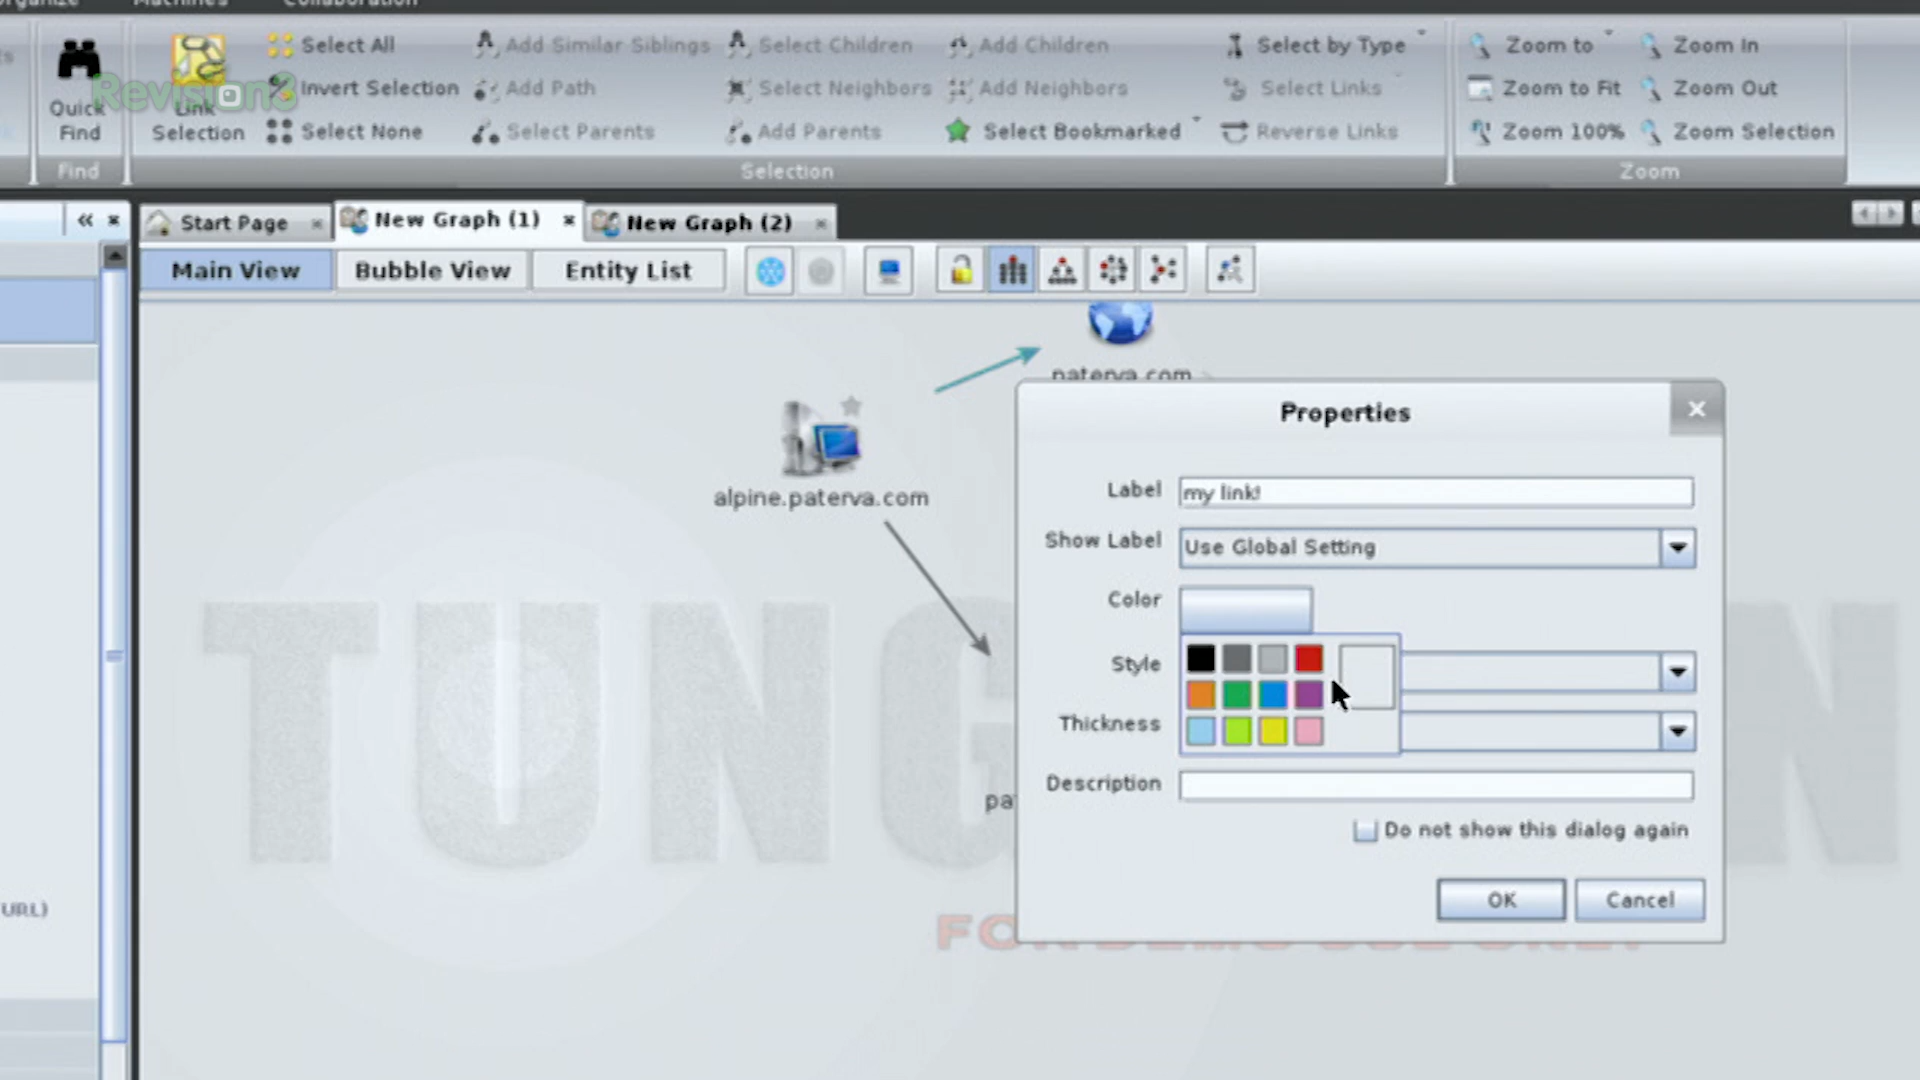 Machines
Collaboration
Quick Find
Find
Revision3
Link Selection
Select All
Invert Selection
Select None
Add Similar Siblings
Add Path
Select Parents
Select Children
Select Neighbors
Add Parents
Add Children
Add Neighbors
Select Bookmarked
Select by Type
Select Links
Reverse Links
Selection
Zoom to
Zoom to Fit
Zoom 100%
Zoom In
Zoom Out
Zoom Selection
Zoom
Start Page
New Graph (1)
New Graph (2)
Main View
Bubble View
Entity List
paterva.com
alpine.paterva.com
Properties
Label
my link!
Show Label
Use Global Setting
Color
Style
Thickness
Description
Do not show this dialog again
OK
Cancel
URL)